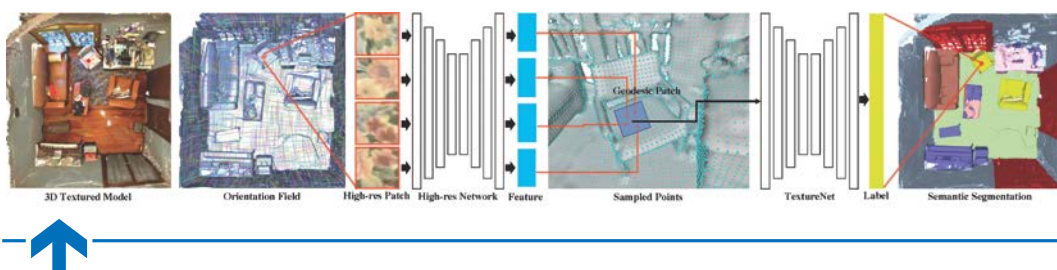 Geodesic Patch
3D Textured Model Orientation Field High-res Patch High-res Network Feature Sampled Points TextureNet Label Semantic Segmentation